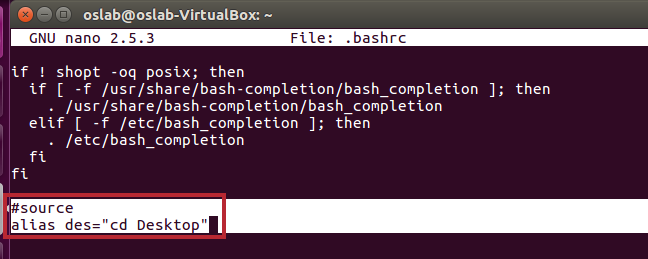 oslab@oslab-VirtualBox: ~
GNU nano 2.5.3 File: .bashrc
if ! shopt -oq posix; then
  if [ -f /usr/share/bash-completion/bash_completion ]; then
    . /usr/share/bash-completion/bash_completion
  elif [ -f /etc/bash_completion ]; then
    . /etc/bash_completion
  fi
fi
#source
alias des="cd Desktop"